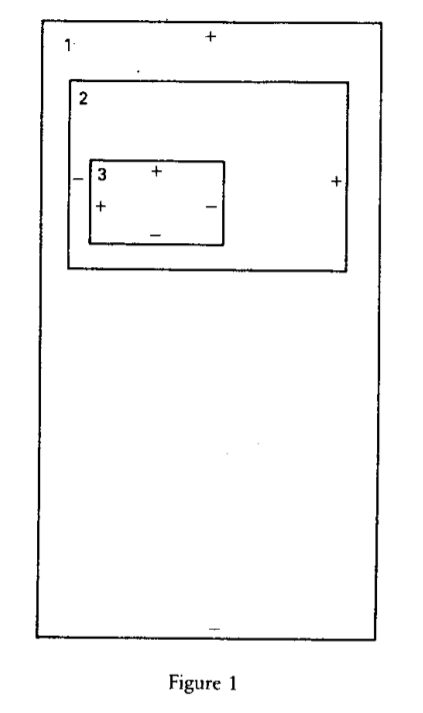 1 +
2
- 3 + +
+ -
-
-
Figure 1